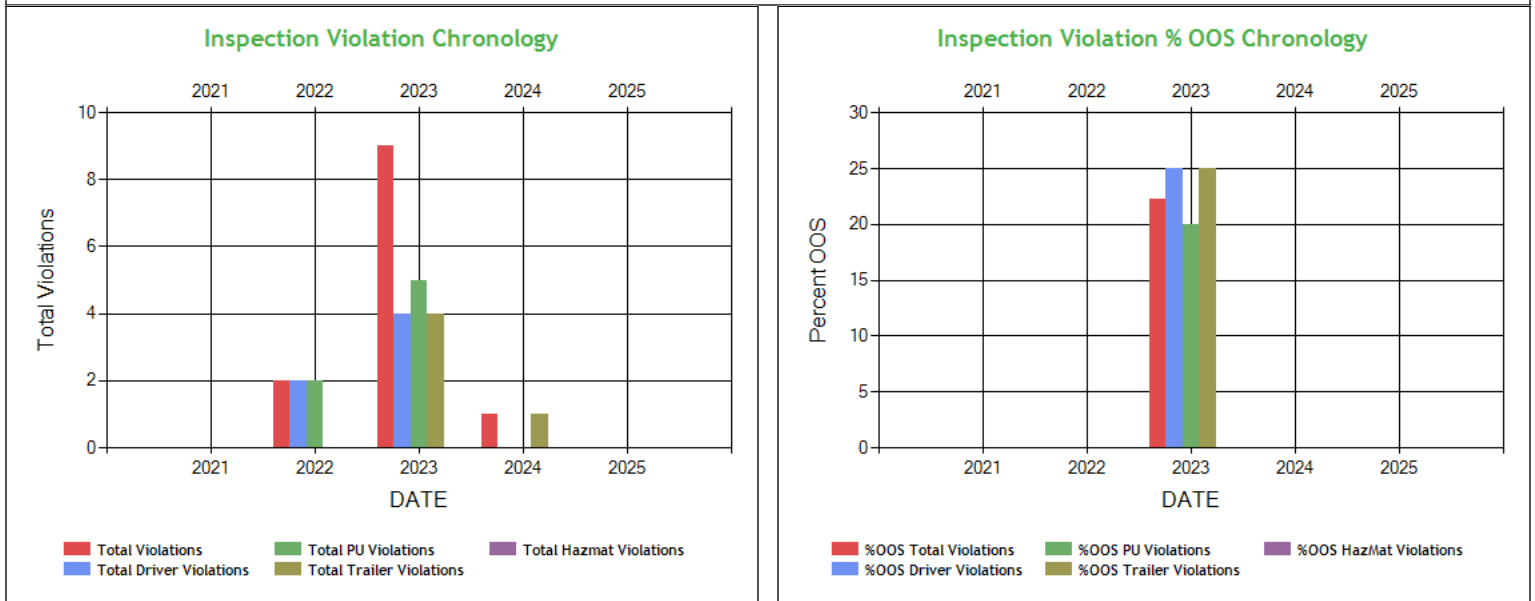 Inspection Violation Chronology
2021 2022 2023 2024 2025
10
8
6
4
2
0
Total Violations
2021 2022 2023 2024 2025
DATE
Total Violations Total PU Violations Total Hazmat Violations
Total Driver Violations Total Trailer Violations
Inspection Violation % OOS Chronology
2021 2022 2023 2024 2025
30
25
20
15
10
5
0
Percent OOS
2021 2022 2023 2024 2025
DATE
%OOS Total Violations %OOS PU Violations %OOS HazMat Violations
%OOS Driver Violations %OOS Trailer Violations